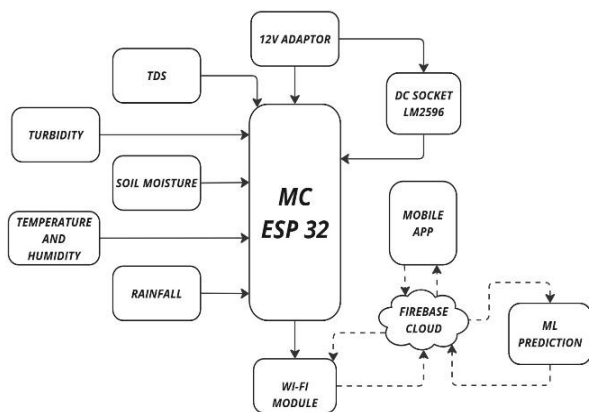 12V ADAPTOR
TDS
DC SOCKET
LM2596
TURBIDITY
SOIL MOISTURE
MC
ESP 32
MOBILE
APP
TEMPERATURE
AND
HUMIDITY
RAINFALL
FIREBASE
CLOUD
ML
PREDICTION
WI-FI
MODULE